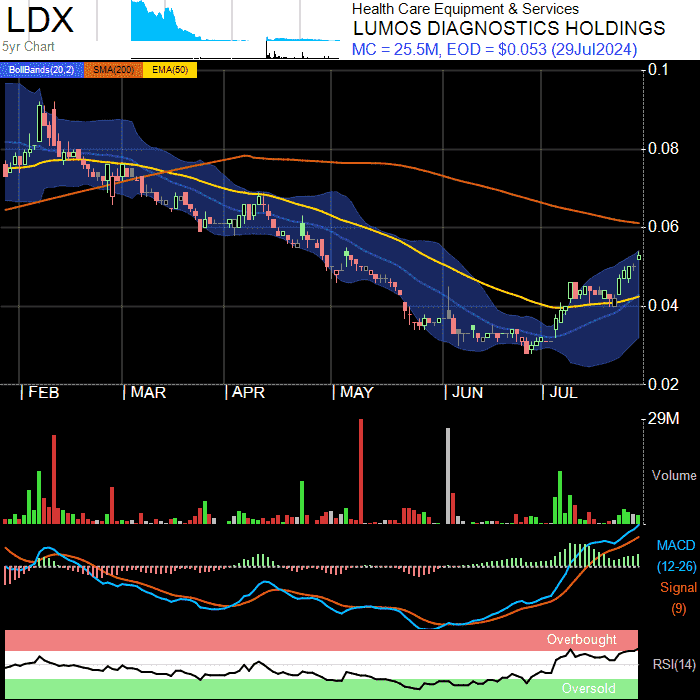 LDX
5yr Chart
Health Care Equipment & Services
LUMOS DIAGNOSTICS HOLDINGS
MC = 25.5M, EOD = $0.053 (29Jul2024)
BollBands(20,2) SMA(200) EMA(50)
0.1
0.08
0.06
0.04
0.02
FEB MAR APR MAY JUN JUL
29M
Volume
MACD
(12-26)
Signal
(9)
Overbought
RSI(14)
Oversold